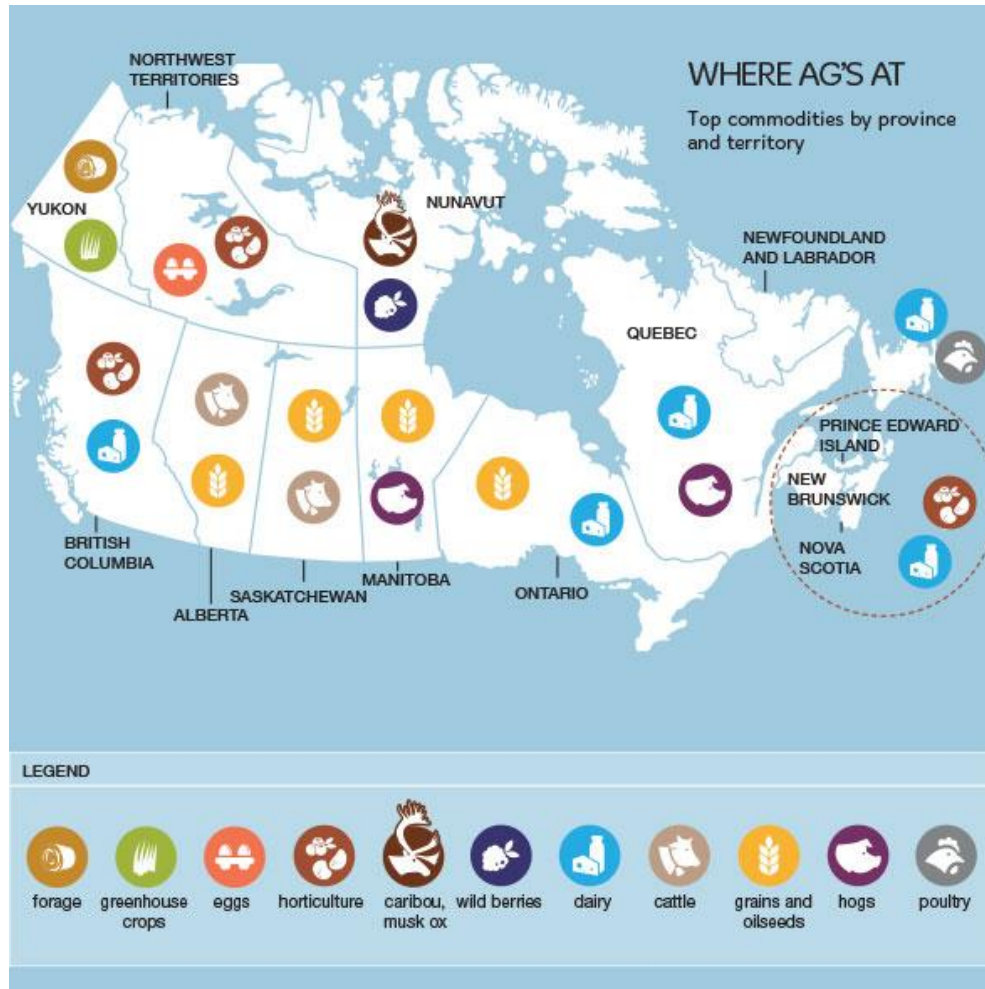 NORTHWEST
TERRITORIES
WHERE AG'S AT
Top commodities by province
and territory
YUKON
NUNAVUT
NEWFOUNDLAND
AND LABRADOR
QUEBEC
PRINCE EDWARD
ISLAND
NEW
BRUNSWICK
NOVA
SCOTIA
BRITISH
COLUMBIA
ALBERTA
SASKATCHEWAN
MANITOBA
ONTARIO
LEGEND
forage
greenhouse
crops
eggs
horticulture
caribou,
musk ox
wild berries
dairy
cattle
grains and
oilseeds
hogs
poultry